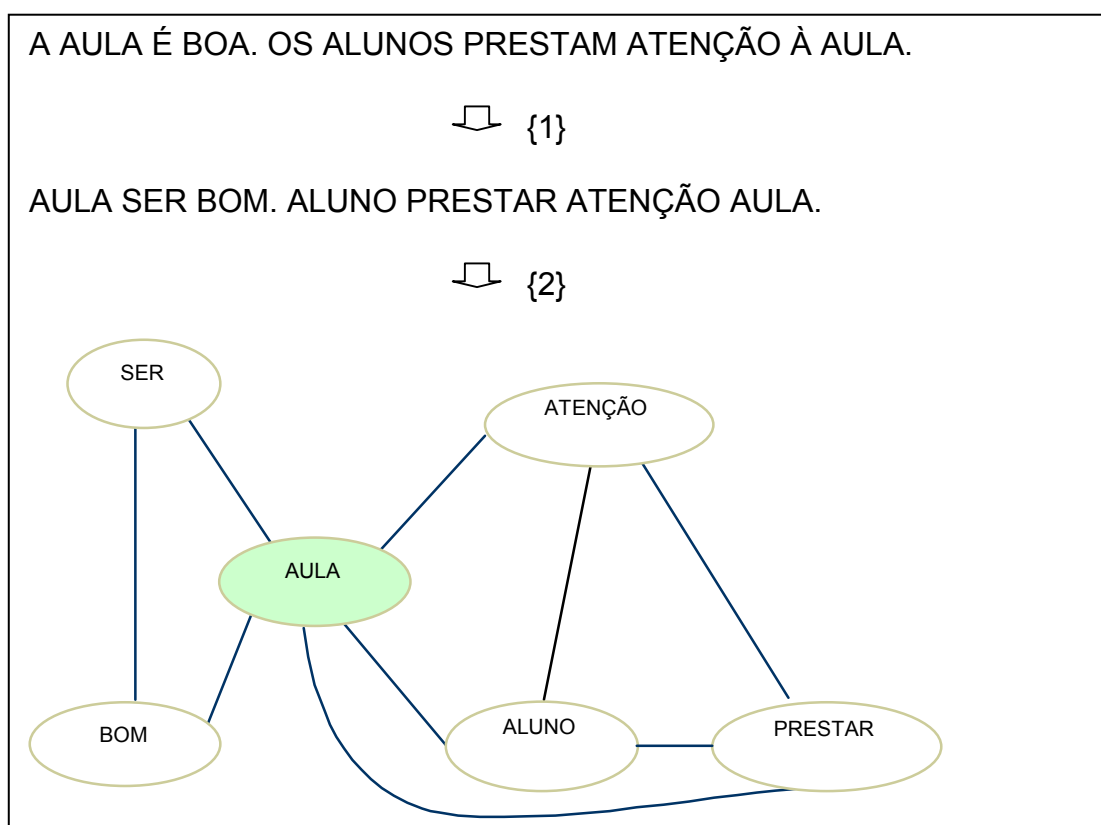 A AULA É BOA. OS ALUNOS PRESTAM ATENÇÃO À AULA.
{1}
AULA SER BOM. ALUNO PRESTAR ATENÇÃO AULA.
{2}
SER
ATENÇÃO
AULA
BOM
ALUNO
PRESTAR